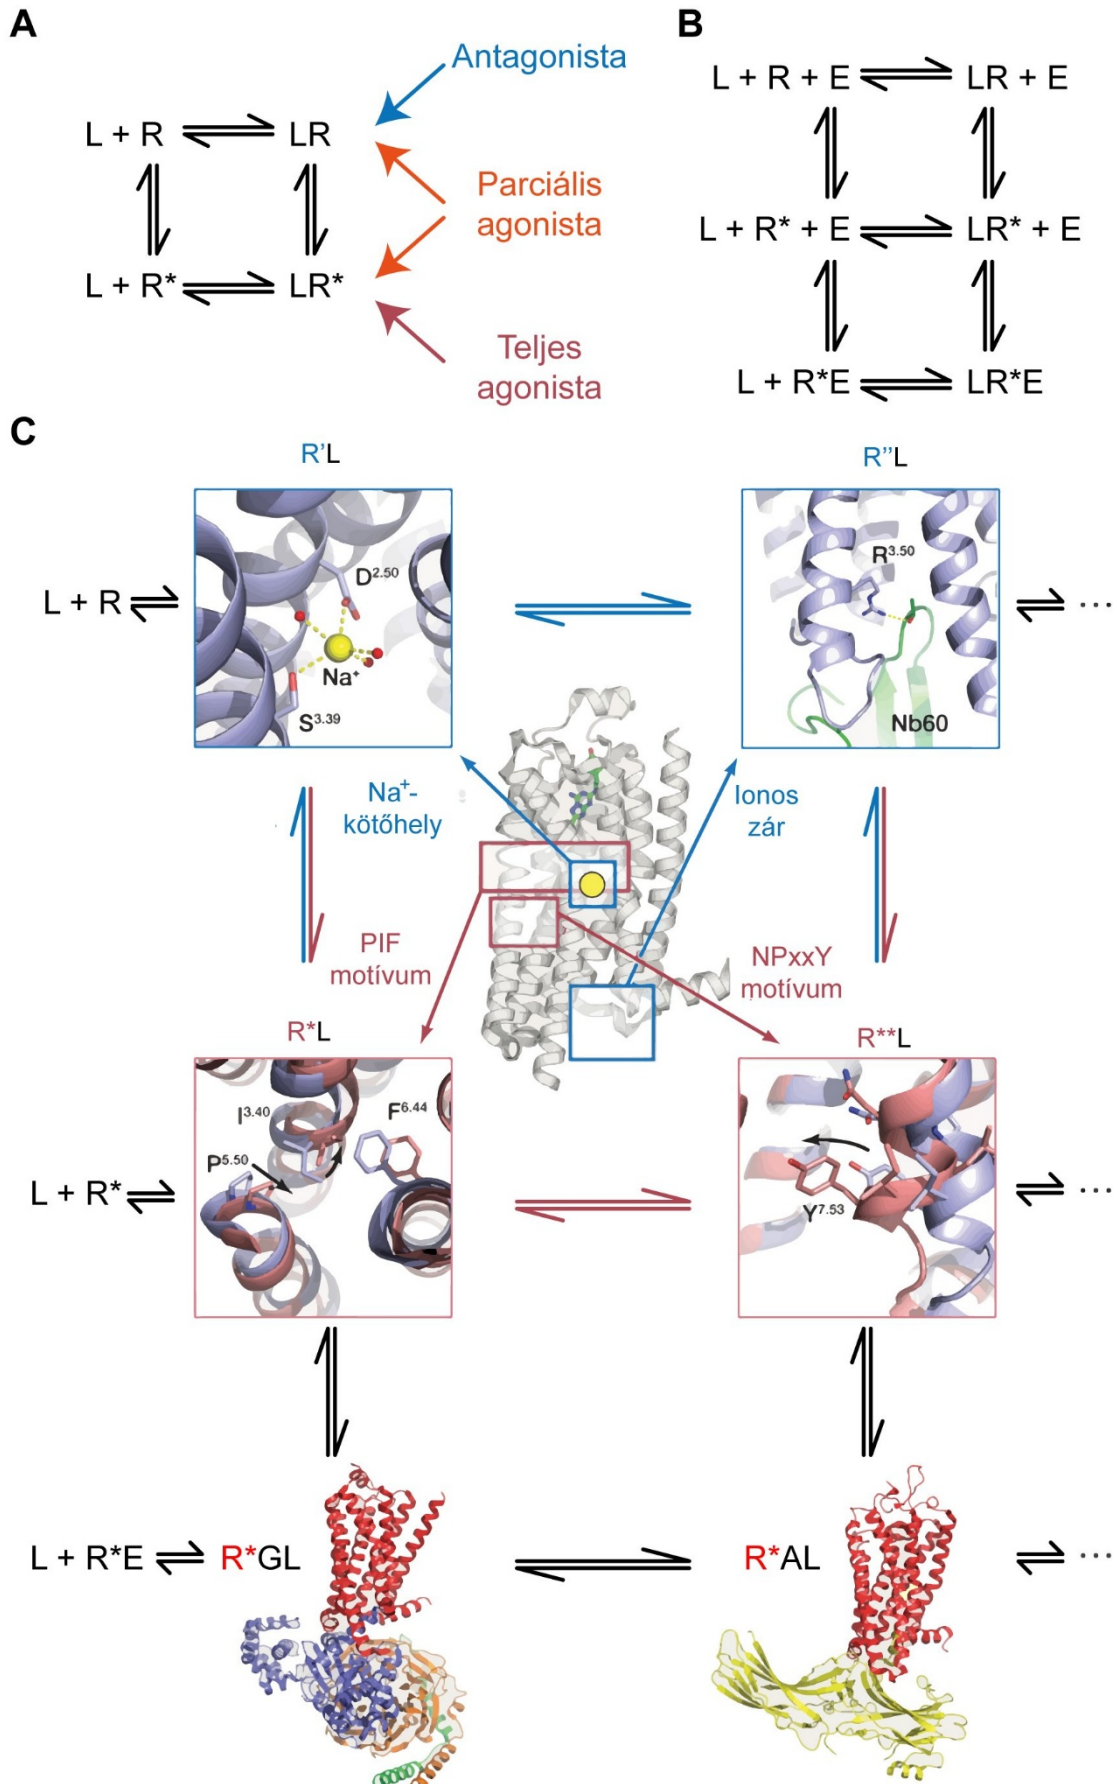 A
Antagonista
L + R
LR
Parciális
agonista
L + R*
LR*
Teljes
agonista
B
L + R + E
LR + E
L + R* + E
LR* + E
L + R*E
LR*E
C
R’L
R’’L
L + R
D2.50
Na+
S3.39
R3.50
Nb60
...
Na+-
kötőhely
Ionos
zár
PIF
motívum
NPxxY
motívum
R*L
R**L
L + R*
I3.40
F6.44
P5.50
Y7.53
...
L + R*E
R*GL
R*AL
...